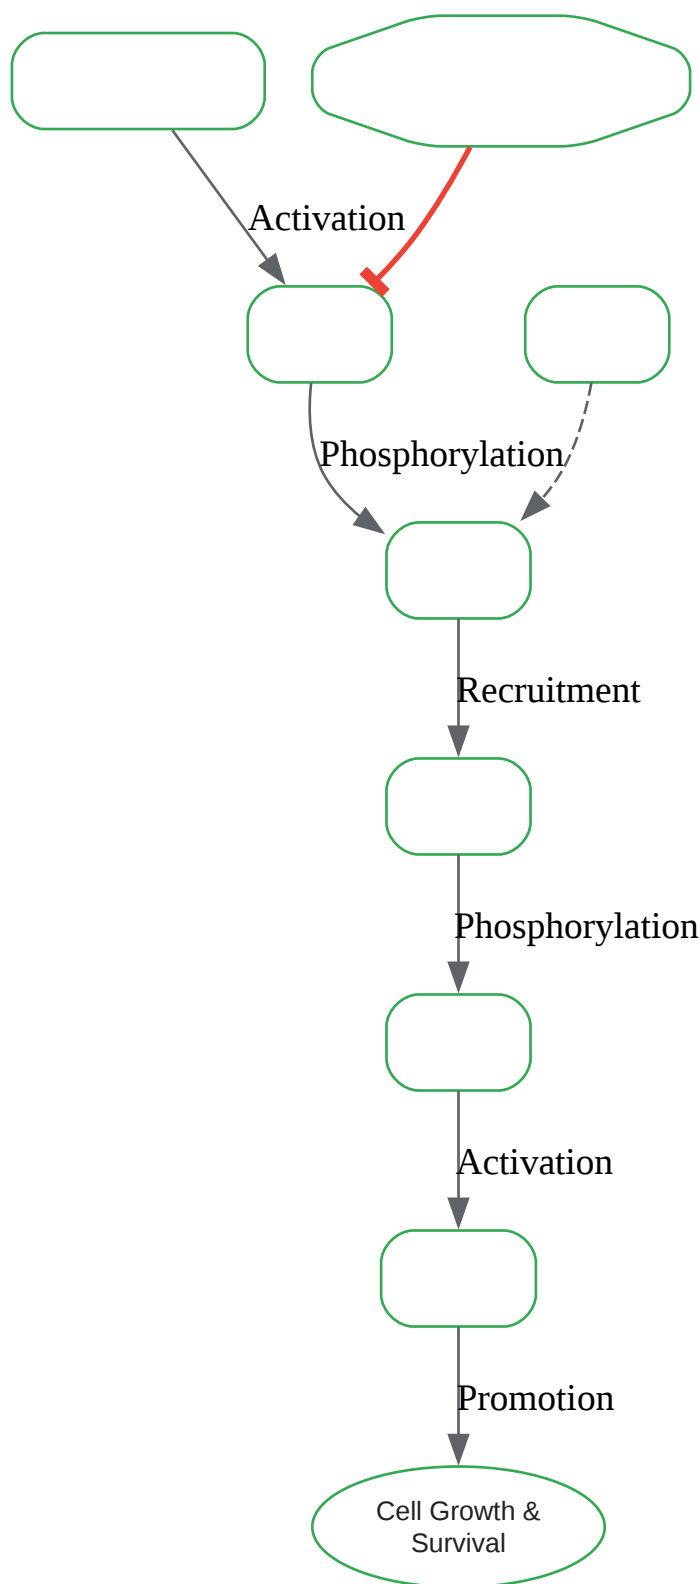 Activation
Phosphorylation
Recruitment
Phosphorylation
Activation
Promotion
Cell Growth &
Survival